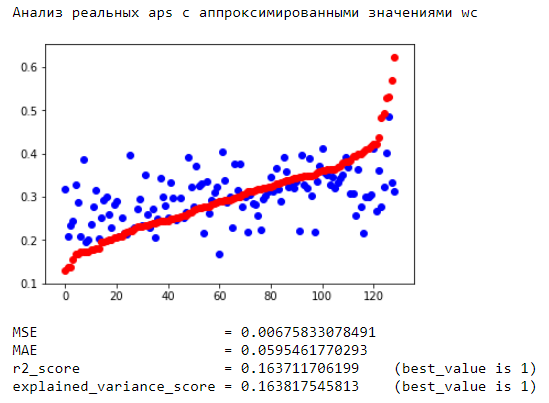 Анализ реальных aps с аппроксимированными значениями wc
0.6
0.5
0.4
0.3
0.2
0.1
0 20 40 60 80 100 120
MSE = 0.00675833078491
MAE = 0.0595461770293
r2_score = 0.163711706199 (best_value is 1)
explained_variance_score = 0.163817545813 (best_value is 1)